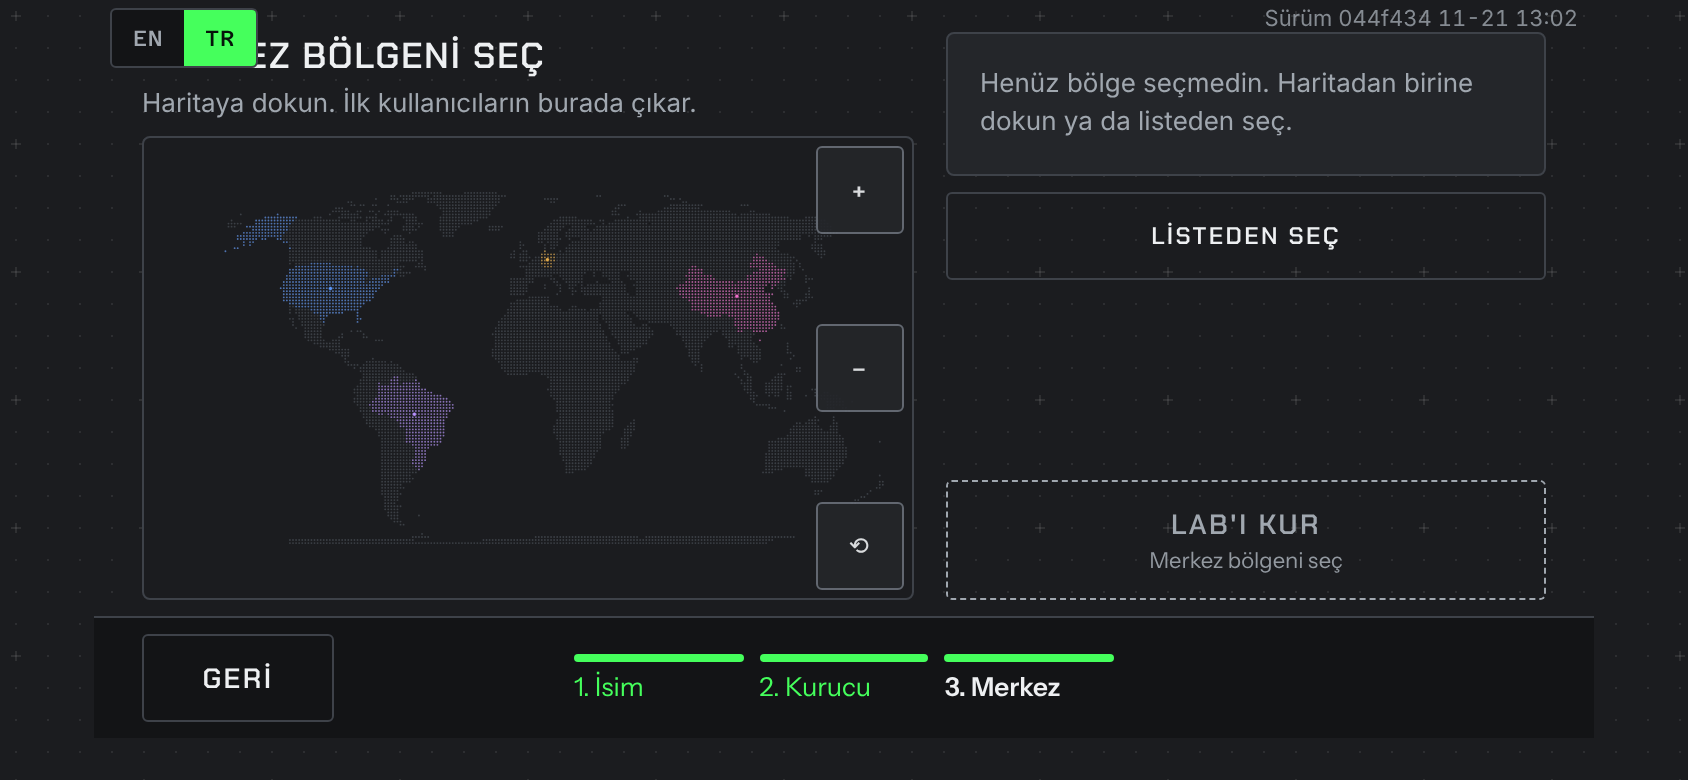 Sürüm 044f434 11-21 13:02
EN TR
EZ BÖLGENİ SEÇ
Haritaya dokun. İlk kullanıcıların burada çıkar.
+
−
⟲
Henüz bölge seçmedin. Haritadan birine
dokun ya da listeden seç.
LİSTEDEN SEÇ
LAB'I KUR
Merkez bölgeni seç
GERİ
1. İsim
2. Kurucu
3. Merkez